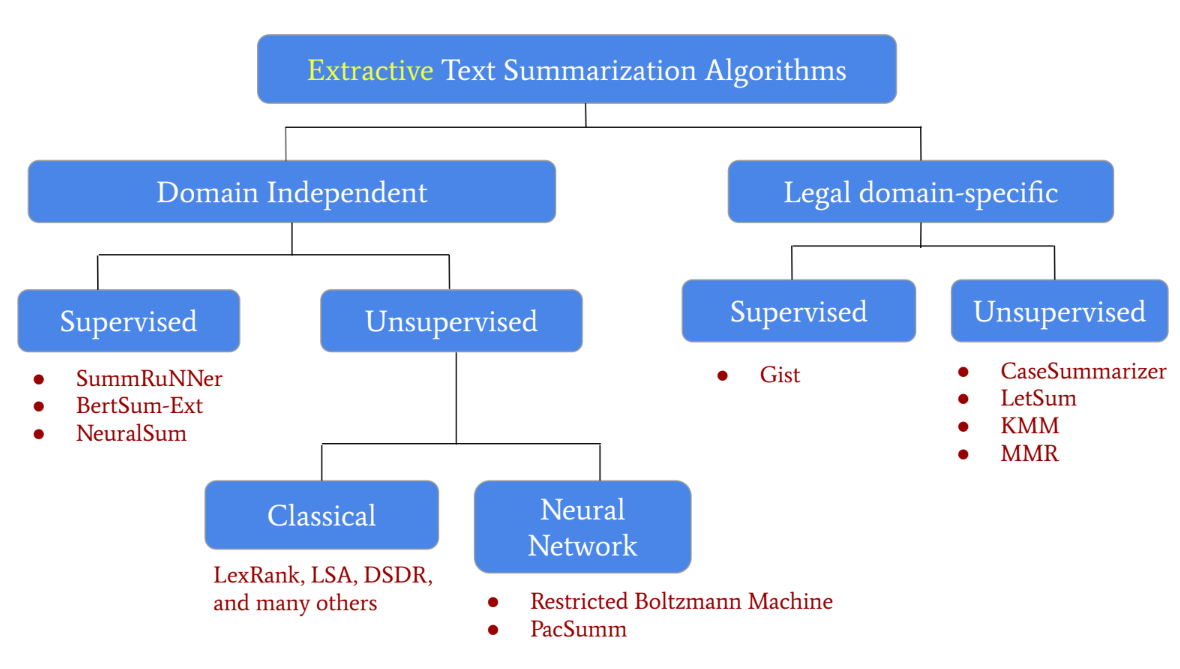 Extractive Text Summarization Algorithms
Domain Independent
Legal domain-specific
Supervised
Unsupervised
Supervised
Unsupervised
● SummRuNNer
● BertSum-Ext
● NeuralSum
● Gist
● CaseSummarizer
● LetSum
● KMM
● MMR
Classical
Neural
Network
LexRank, LSA, DSDR,
and many others
● Restricted Boltzmann Machine
● PacSumm